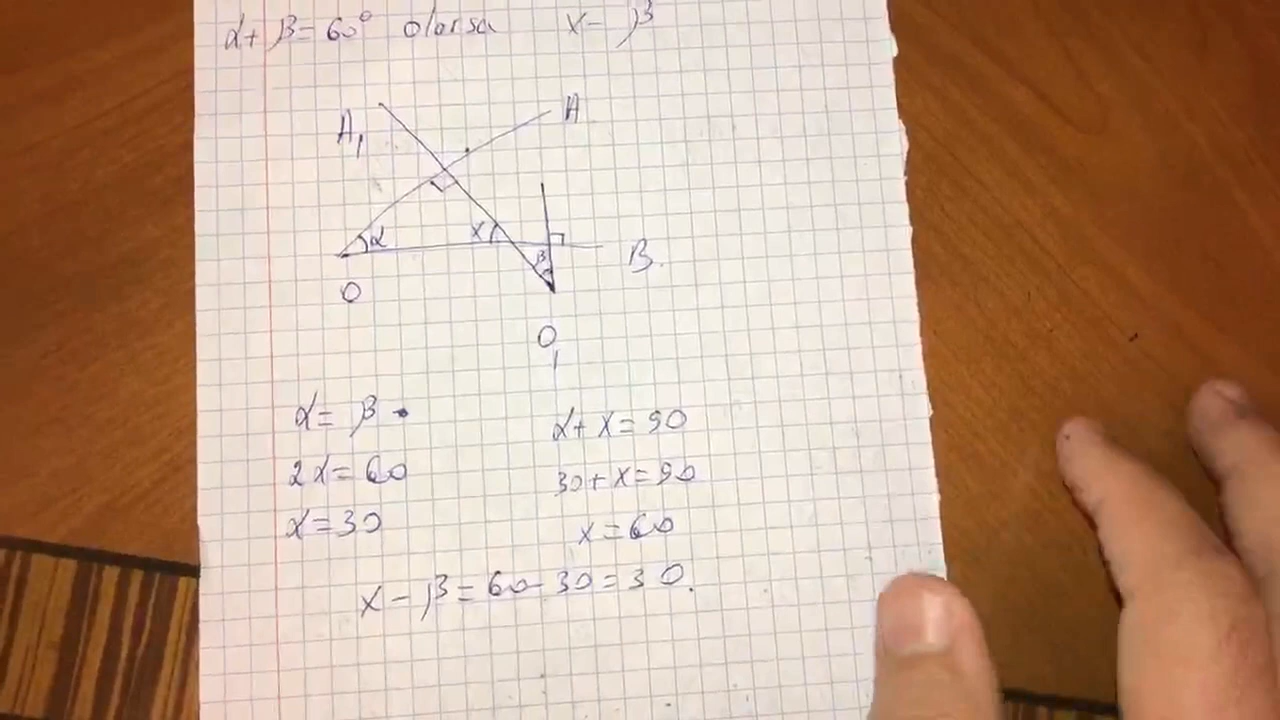 α+β=60° olarsa x-β
A₁ A
α x
β B.
O
O₁
α=β
α+x=90
2α=60
30+x=90
α=30
x=60
x-β=60-30=30.